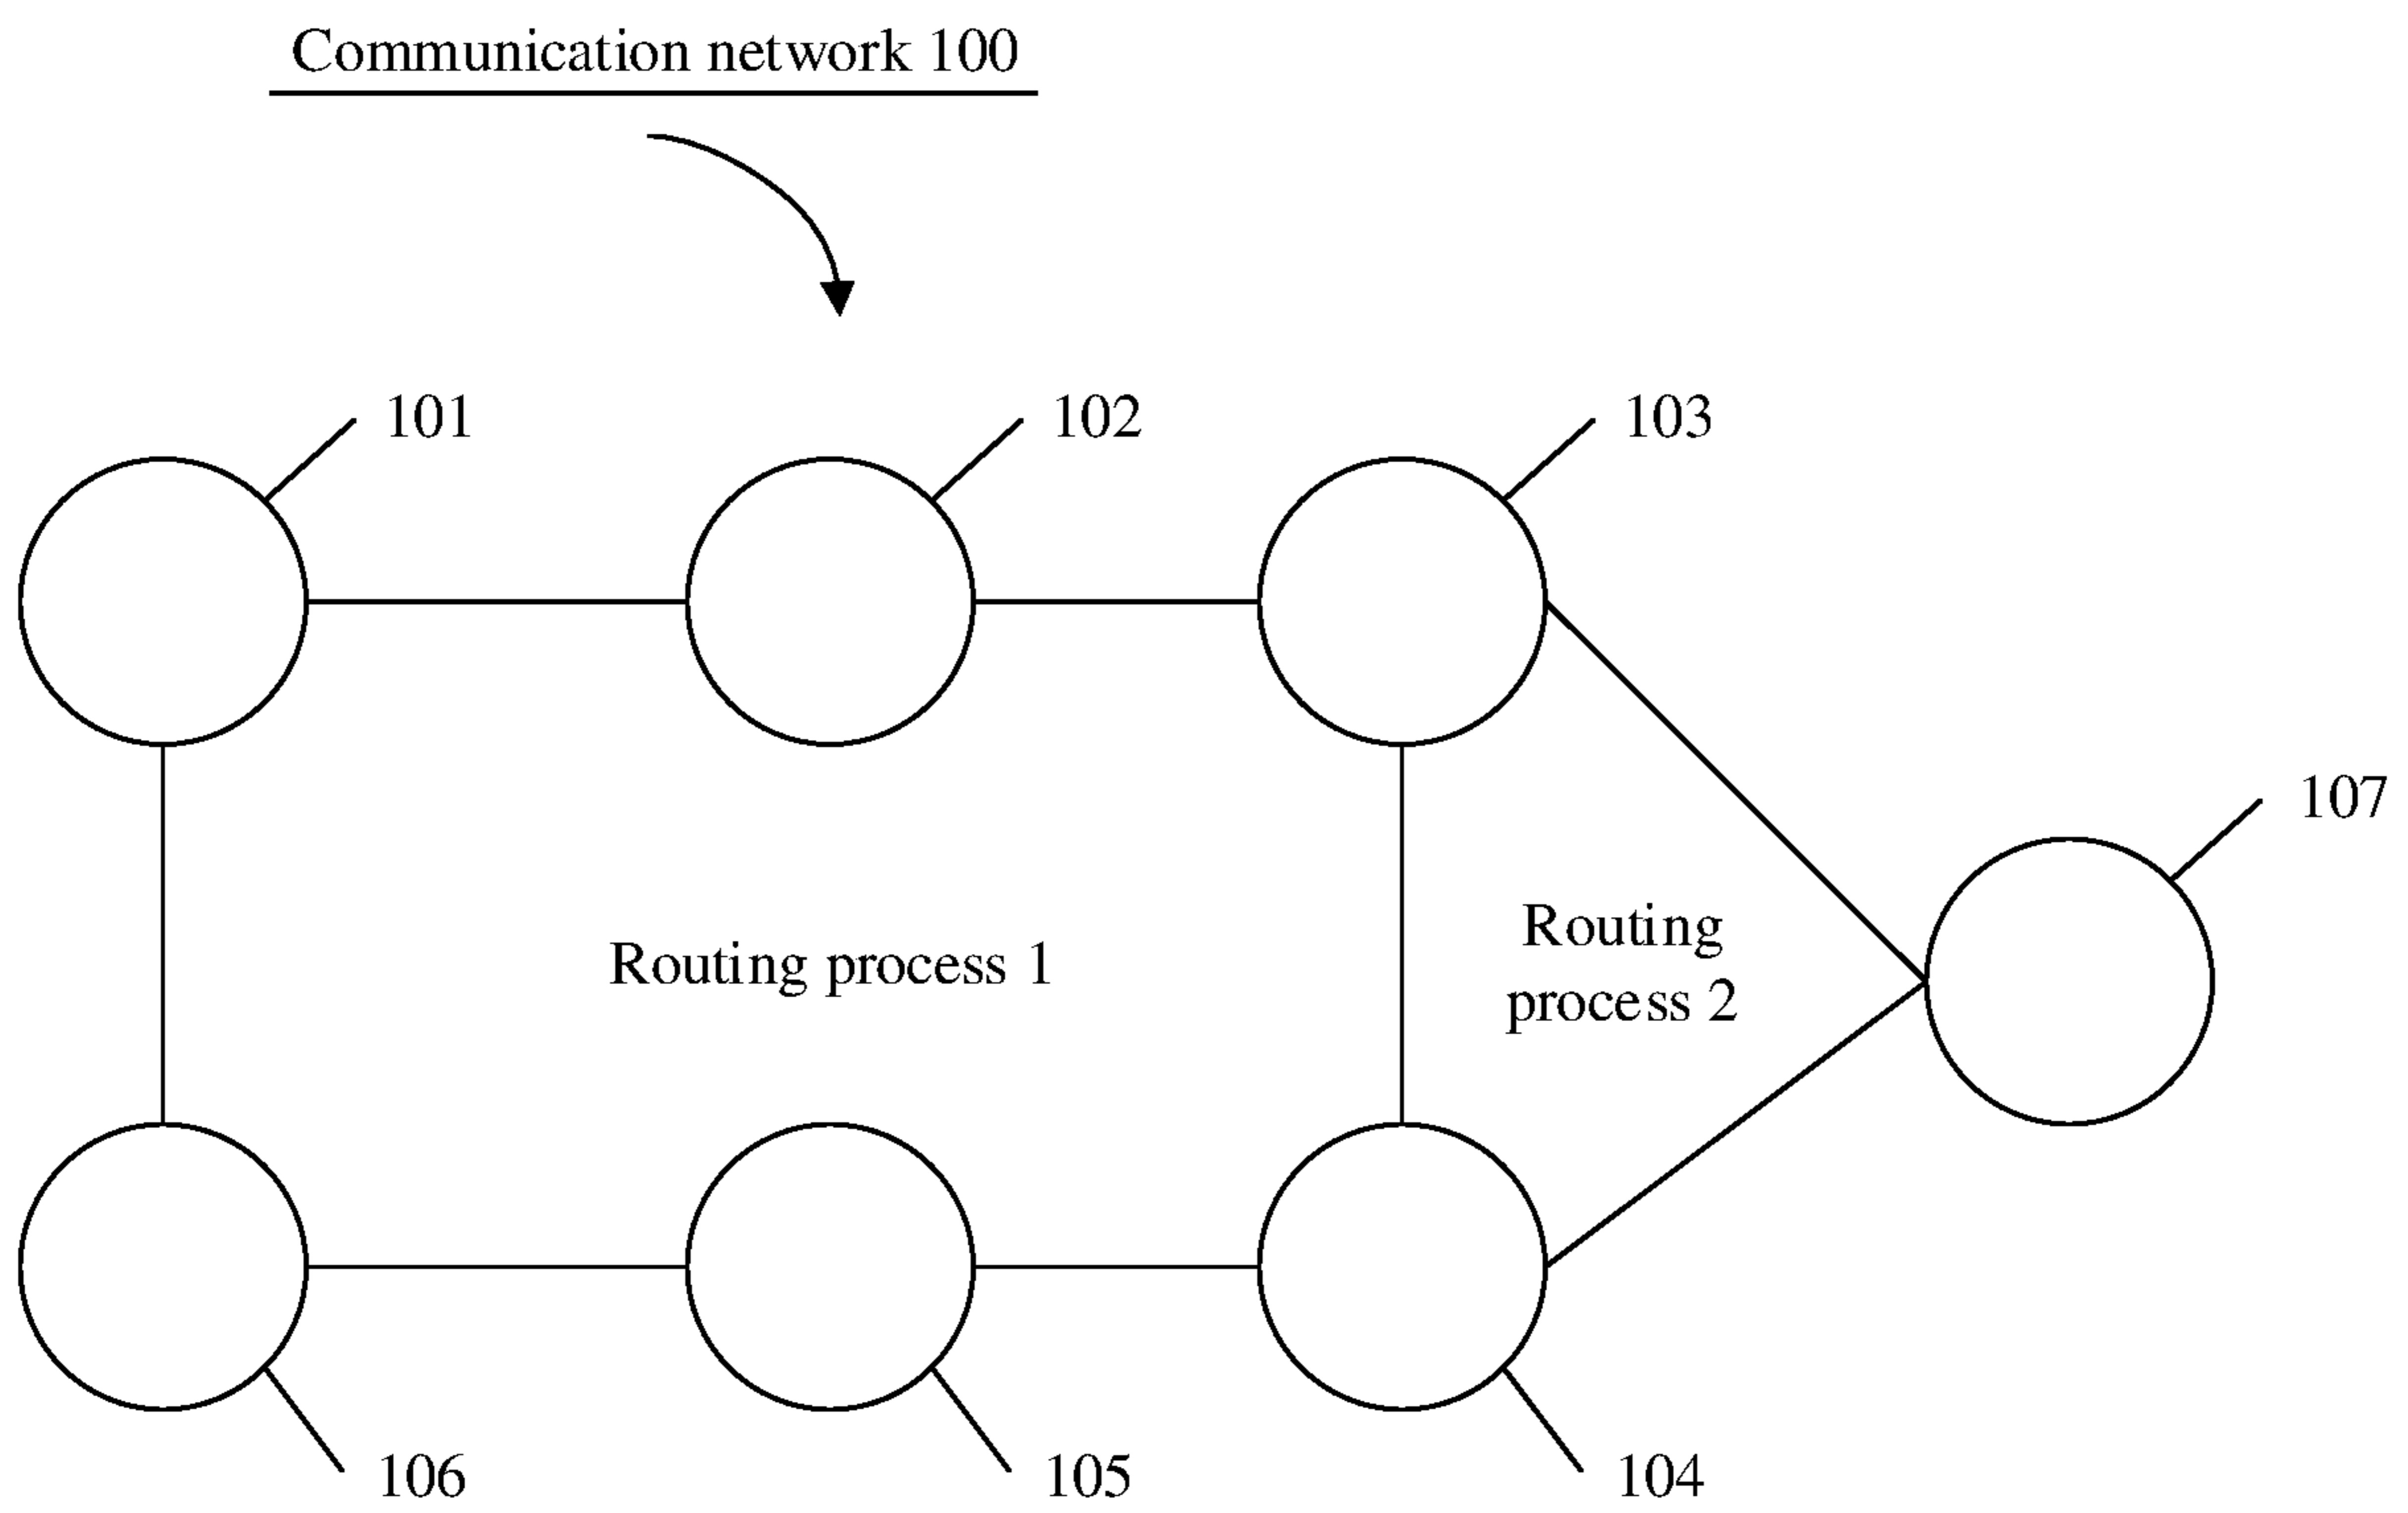 Communication network 100
101
102
103
107
Routing process 1
Routing
process 2
106
105
104